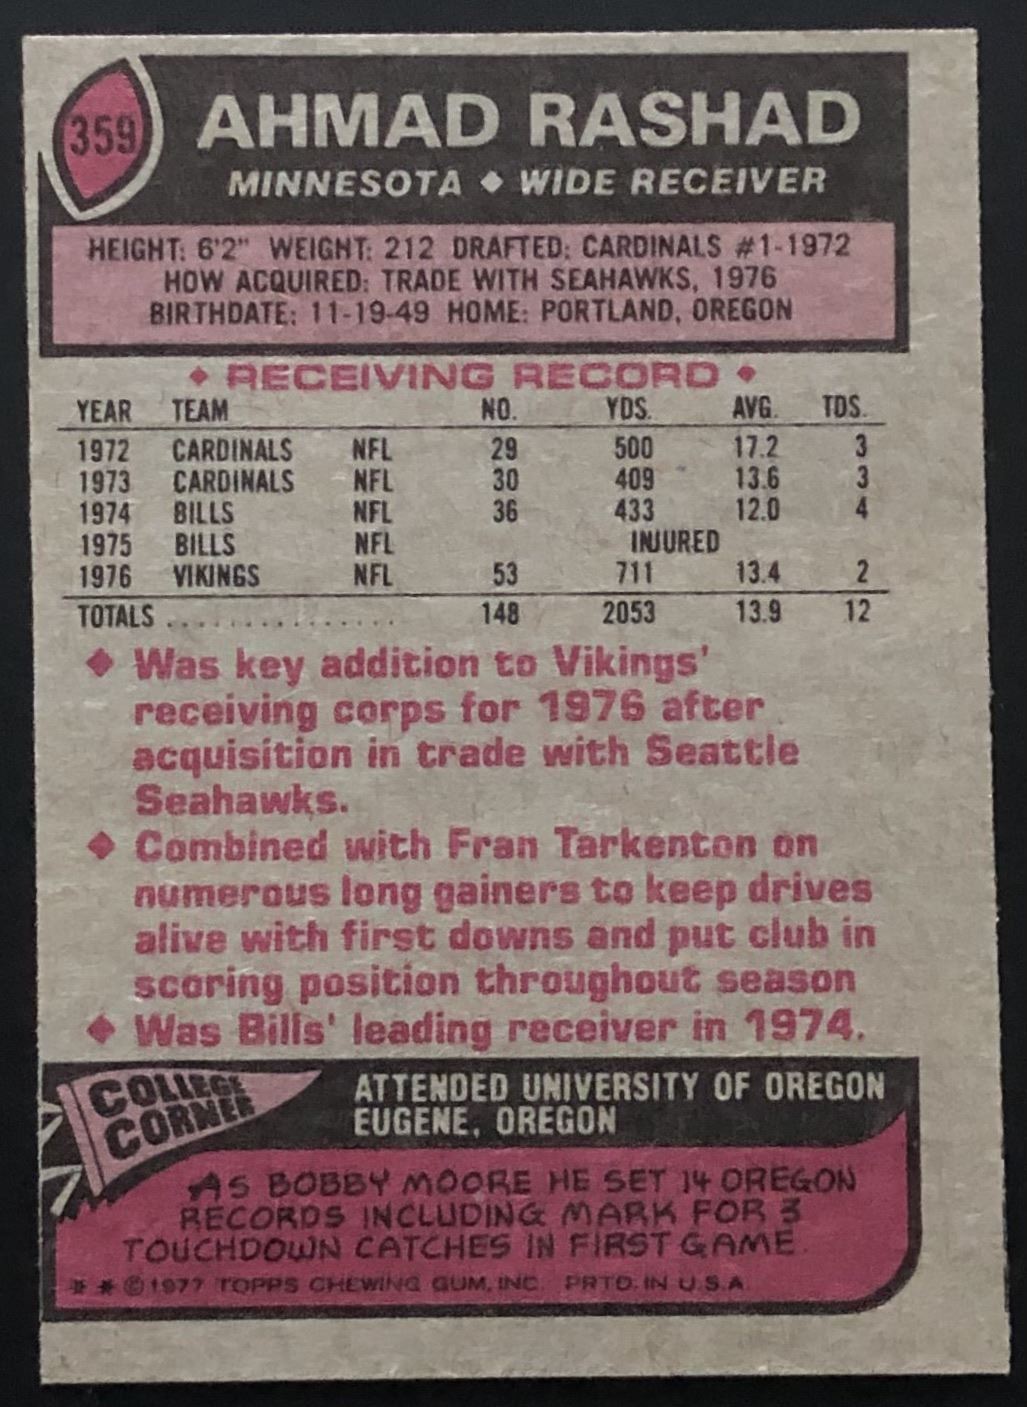 359
AHMAD RASHAD
MINNESOTA ♦ WIDE RECEIVER
HEIGHT: 6'2" WEIGHT: 212 DRAFTED: CARDINALS #1-1972
HOW ACQUIRED: TRADE WITH SEAHAWKS, 1976
BIRTHDATE: 11-19-49 HOME: PORTLAND, OREGON
♦ RECEIVING RECORD ♦
YEAR TEAM NO. YDS. AVG. TDS.
1972 CARDINALS NFL 29 500 17.2 3
1973 CARDINALS NFL 30 409 13.6 3
1974 BILLS NFL 36 433 12.0 4
1975 BILLS NFL INJURED
1976 VIKINGS NFL 53 711 13.4 2
TOTALS ................ 148 2053 13.9 12
♦ Was key addition to Vikings'
receiving corps for 1976 after
acquisition in trade with Seattle
Seahawks.
♦ Combined with Fran Tarkenton on
numerous long gainers to keep drives
alive with first downs and put club in
scoring position throughout season
♦ Was Bills' leading receiver in 1974.
COLLEGE
CORNER
ATTENDED UNIVERSITY OF OREGON
EUGENE, OREGON
AS BOBBY MOORE HE SET 14 OREGON
RECORDS INCLUDING MARK FOR 3
TOUCHDOWN CATCHES IN FIRST GAME
* * © 1977 TOPPS CHEWING GUM, INC. PRTD. IN U.S.A.